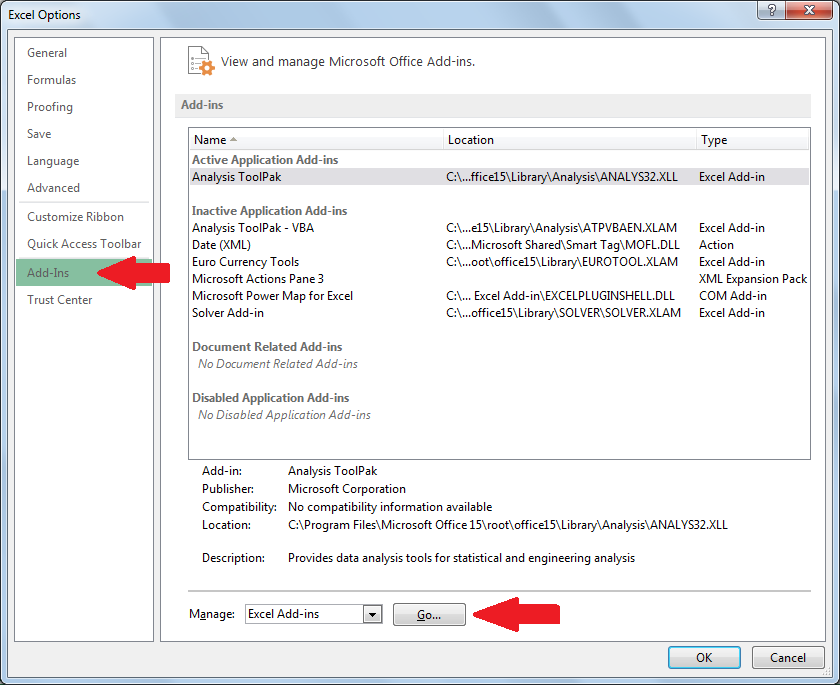 Excel Options
?
General
Formulas
Proofing
Save
Language
Advanced
Customize Ribbon
Quick Access Toolbar
Add-Ins
Trust Center
View and manage Microsoft Office Add-ins.
Add-ins
Name Location Type
Active Application Add-ins
Analysis ToolPak C:\...ffice15\Library\Analysis\ANALYS32.XLL Excel Add-in
Inactive Application Add-ins
Analysis ToolPak - VBA C:\...e15\Library\Analysis\ATPVBAEN.XLAM Excel Add-in
Date (XML) C:\...Microsoft Shared\Smart Tag\MOFL.DLL Action
Euro Currency Tools C:\...oot\office15\Library\EUROTOOL.XLAM Excel Add-in
Microsoft Actions Pane 3 XML Expansion Pack
Microsoft Power Map for Excel C:\... Excel Add-in\EXCELPLUGINSHELL.DLL COM Add-in
Solver Add-in C:\...office15\Library\SOLVER\SOLVER.XLAM Excel Add-in
Document Related Add-ins
No Document Related Add-ins
Disabled Application Add-ins
No Disabled Application Add-ins
Add-in: Analysis ToolPak
Publisher: Microsoft Corporation
Compatibility: No compatibility information available
Location: C:\Program Files\Microsoft Office 15\root\office15\Library\Analysis\ANALYS32.XLL
Description: Provides data analysis tools for statistical and engineering analysis
Manage: Excel Add-ins Go...
OK Cancel